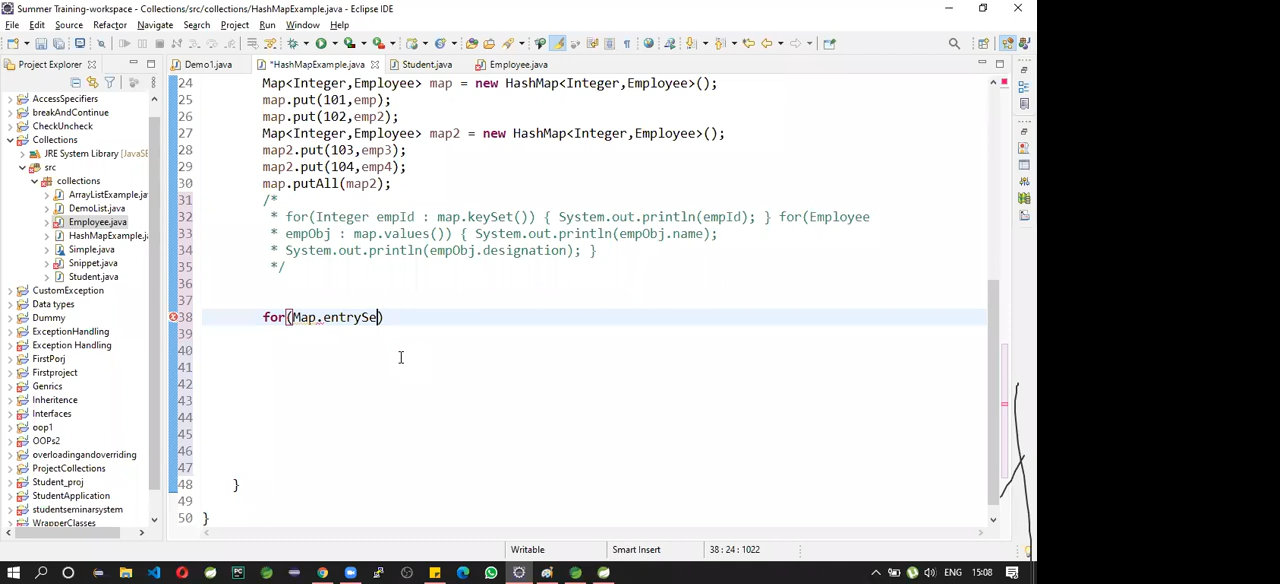 Summer Training-workspace - Collections/src/collections/HashMapExample.java - Eclipse IDE
File Edit Source Refactor Navigate Search Project Run Window Help
Project Explorer
Demo1.java *HashMapExample.java Student.java Employee.java
AccessSpecifiers
breakAndContinue
CheckUncheck
Collections
JRE System Library [JavaSE
src
collections
ArrayListExample.ja
DemoList.java
Employee.java
HashMapExample.j
Simple.java
Snippet.java
Student.java
CustomException
Data types
Dummy
ExceptionHandling
Exception Handling
FirstPorj
Firstproject
Genrics
Inheritence
Interfaces
oop1
OOPs2
overloadingandoverriding
ProjectCollections
Student_proj
StudentApplication
studentseminarsystem
WrapperClasses
24 Map<Integer,Employee> map = new HashMap<Integer,Employee>();
25 map.put(101,emp);
26 map.put(102,emp2);
27 Map<Integer,Employee> map2 = new HashMap<Integer,Employee>();
28 map2.put(103,emp3);
29 map2.put(104,emp4);
30 map.putAll(map2);
31 /*
32 * for(Integer empId : map.keySet()) { System.out.println(empId); } for(Employee
33 * empObj : map.values()) { System.out.println(empObj.name);
34 * System.out.println(empObj.designation); }
35 */
36
37
38 for(Map.entrySe)
39
40
41
42
43
44
45
46
47
48 }
49
50 }
Writable Smart Insert 38 : 24 : 1022
ENG 15:08